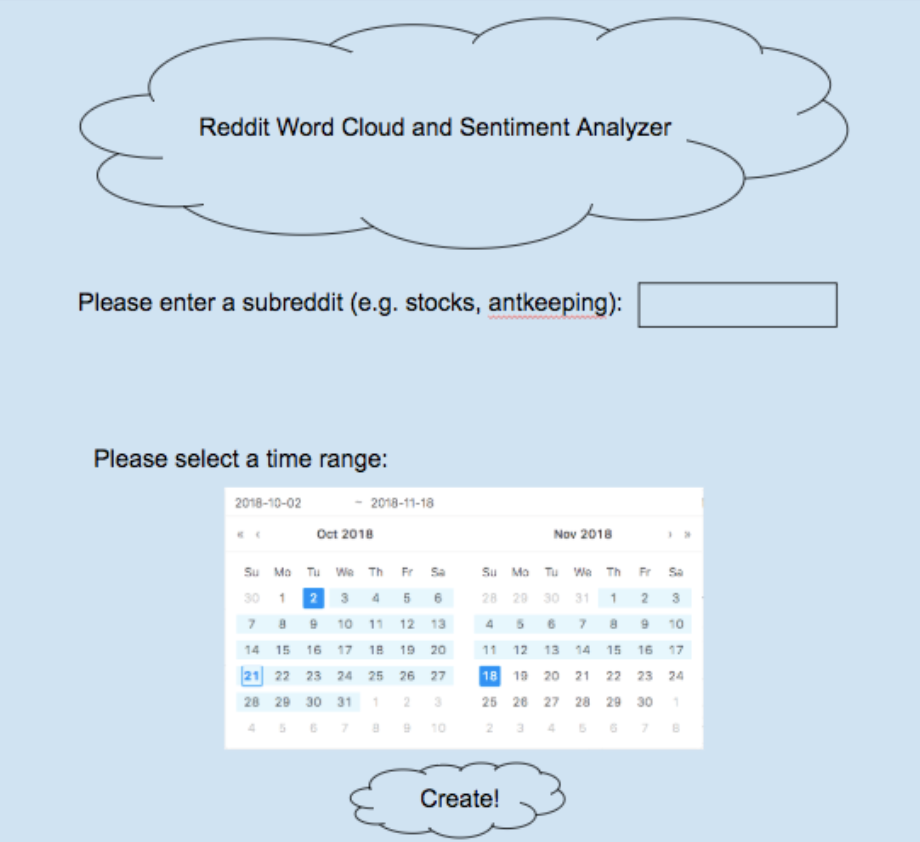 Reddit Word Cloud and Sentiment Analyzer
Please enter a subreddit (e.g. stocks, antkeeping):
Please select a time range:
2018-10-02 ~ 2018-11-18
« ‹ Oct 2018 Nov 2018 › »
Su Mo Tu We Th Fr Sa Su Mo Tu We Th Fr Sa
30 1 2 3 4 5 6 28 29 30 31 1 2 3
7 8 9 10 11 12 13 4 5 6 7 8 9 10
14 15 16 17 18 19 20 11 12 13 14 15 16 17
21 22 23 24 25 26 27 18 19 20 21 22 23 24
28 29 30 31 1 2 3 25 26 27 28 29 30 1
4 5 6 7 8 9 10 2 3 4 5 6 7 8
Create!